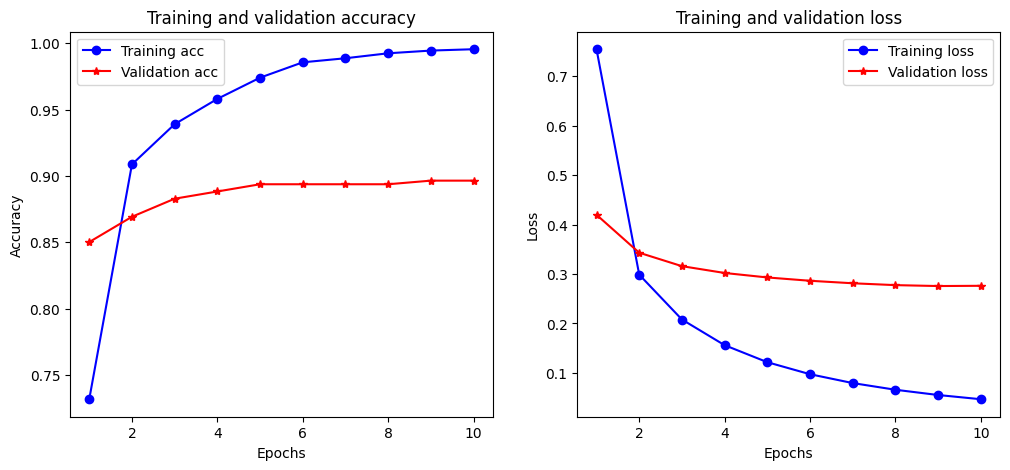 Training and validation accuracy
1.00
0.95
0.90
0.85
0.80
0.75
Accuracy
Training acc
Validation acc
2
4
6
8
10
Epochs
Training and validation loss
0.7
0.6
0.5
0.4
0.3
0.2
0.1
Loss
Training loss
Validation loss
2
4
6
8
10
Epochs